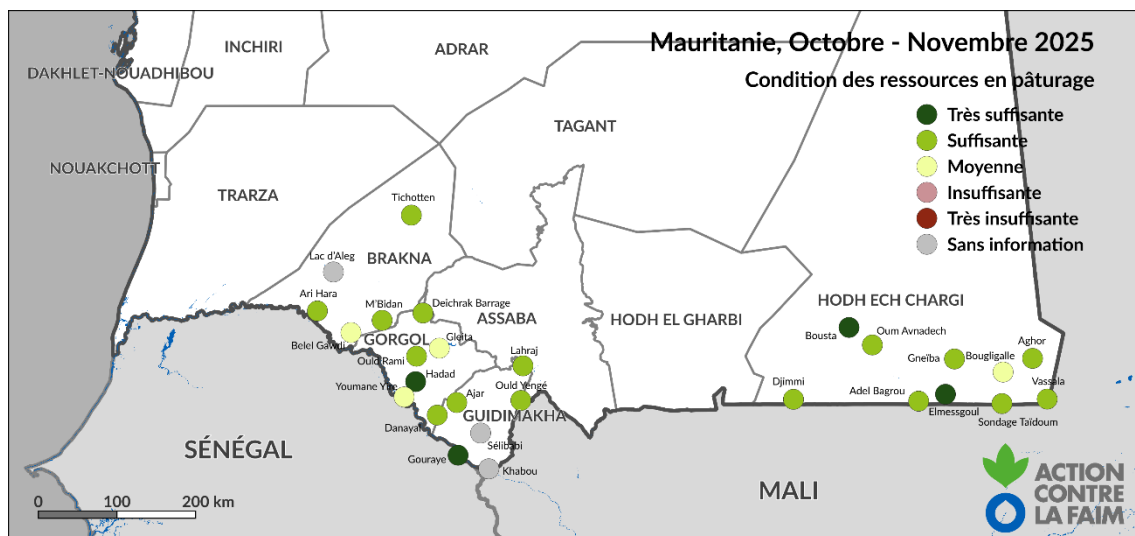 Mauritanie, Octobre - Novembre 2025
Condition des ressources en pâturage
Très suffisante
Suffisante
Moyenne
Insuffisante
Très insuffisante
Sans information
INCHIRI
ADRAR
DAKHLET-NOUADHIBOU
TAGANT
NOUAKCHOTT
TRARZA
Tichotten
BRAKNA
Lac d'Aleg
Ari Hara
M'Bidan
Deichrak Barrage
ASSABA
HODH EL GHARBI
HODH ECH CHARGI
Belel Gawdi
GORGOL
Gleita
Ould Rami
Lahraj
Hadad
Youmane Yire
Ajar
Ould Yengé
GUIDIMAKHA
Danayal
Sélibabi
Gouraye
Khabou
Bousta
Oum Avnadech
Gneïba
Bougligalle
Aghor
Djimmi
Adel Bagrou
Vassala
Elmessgoul
Sondage Taïdoum
SÉNÉGAL
MALI
0 100 200 km
ACTION
CONTRE
LA FAIM